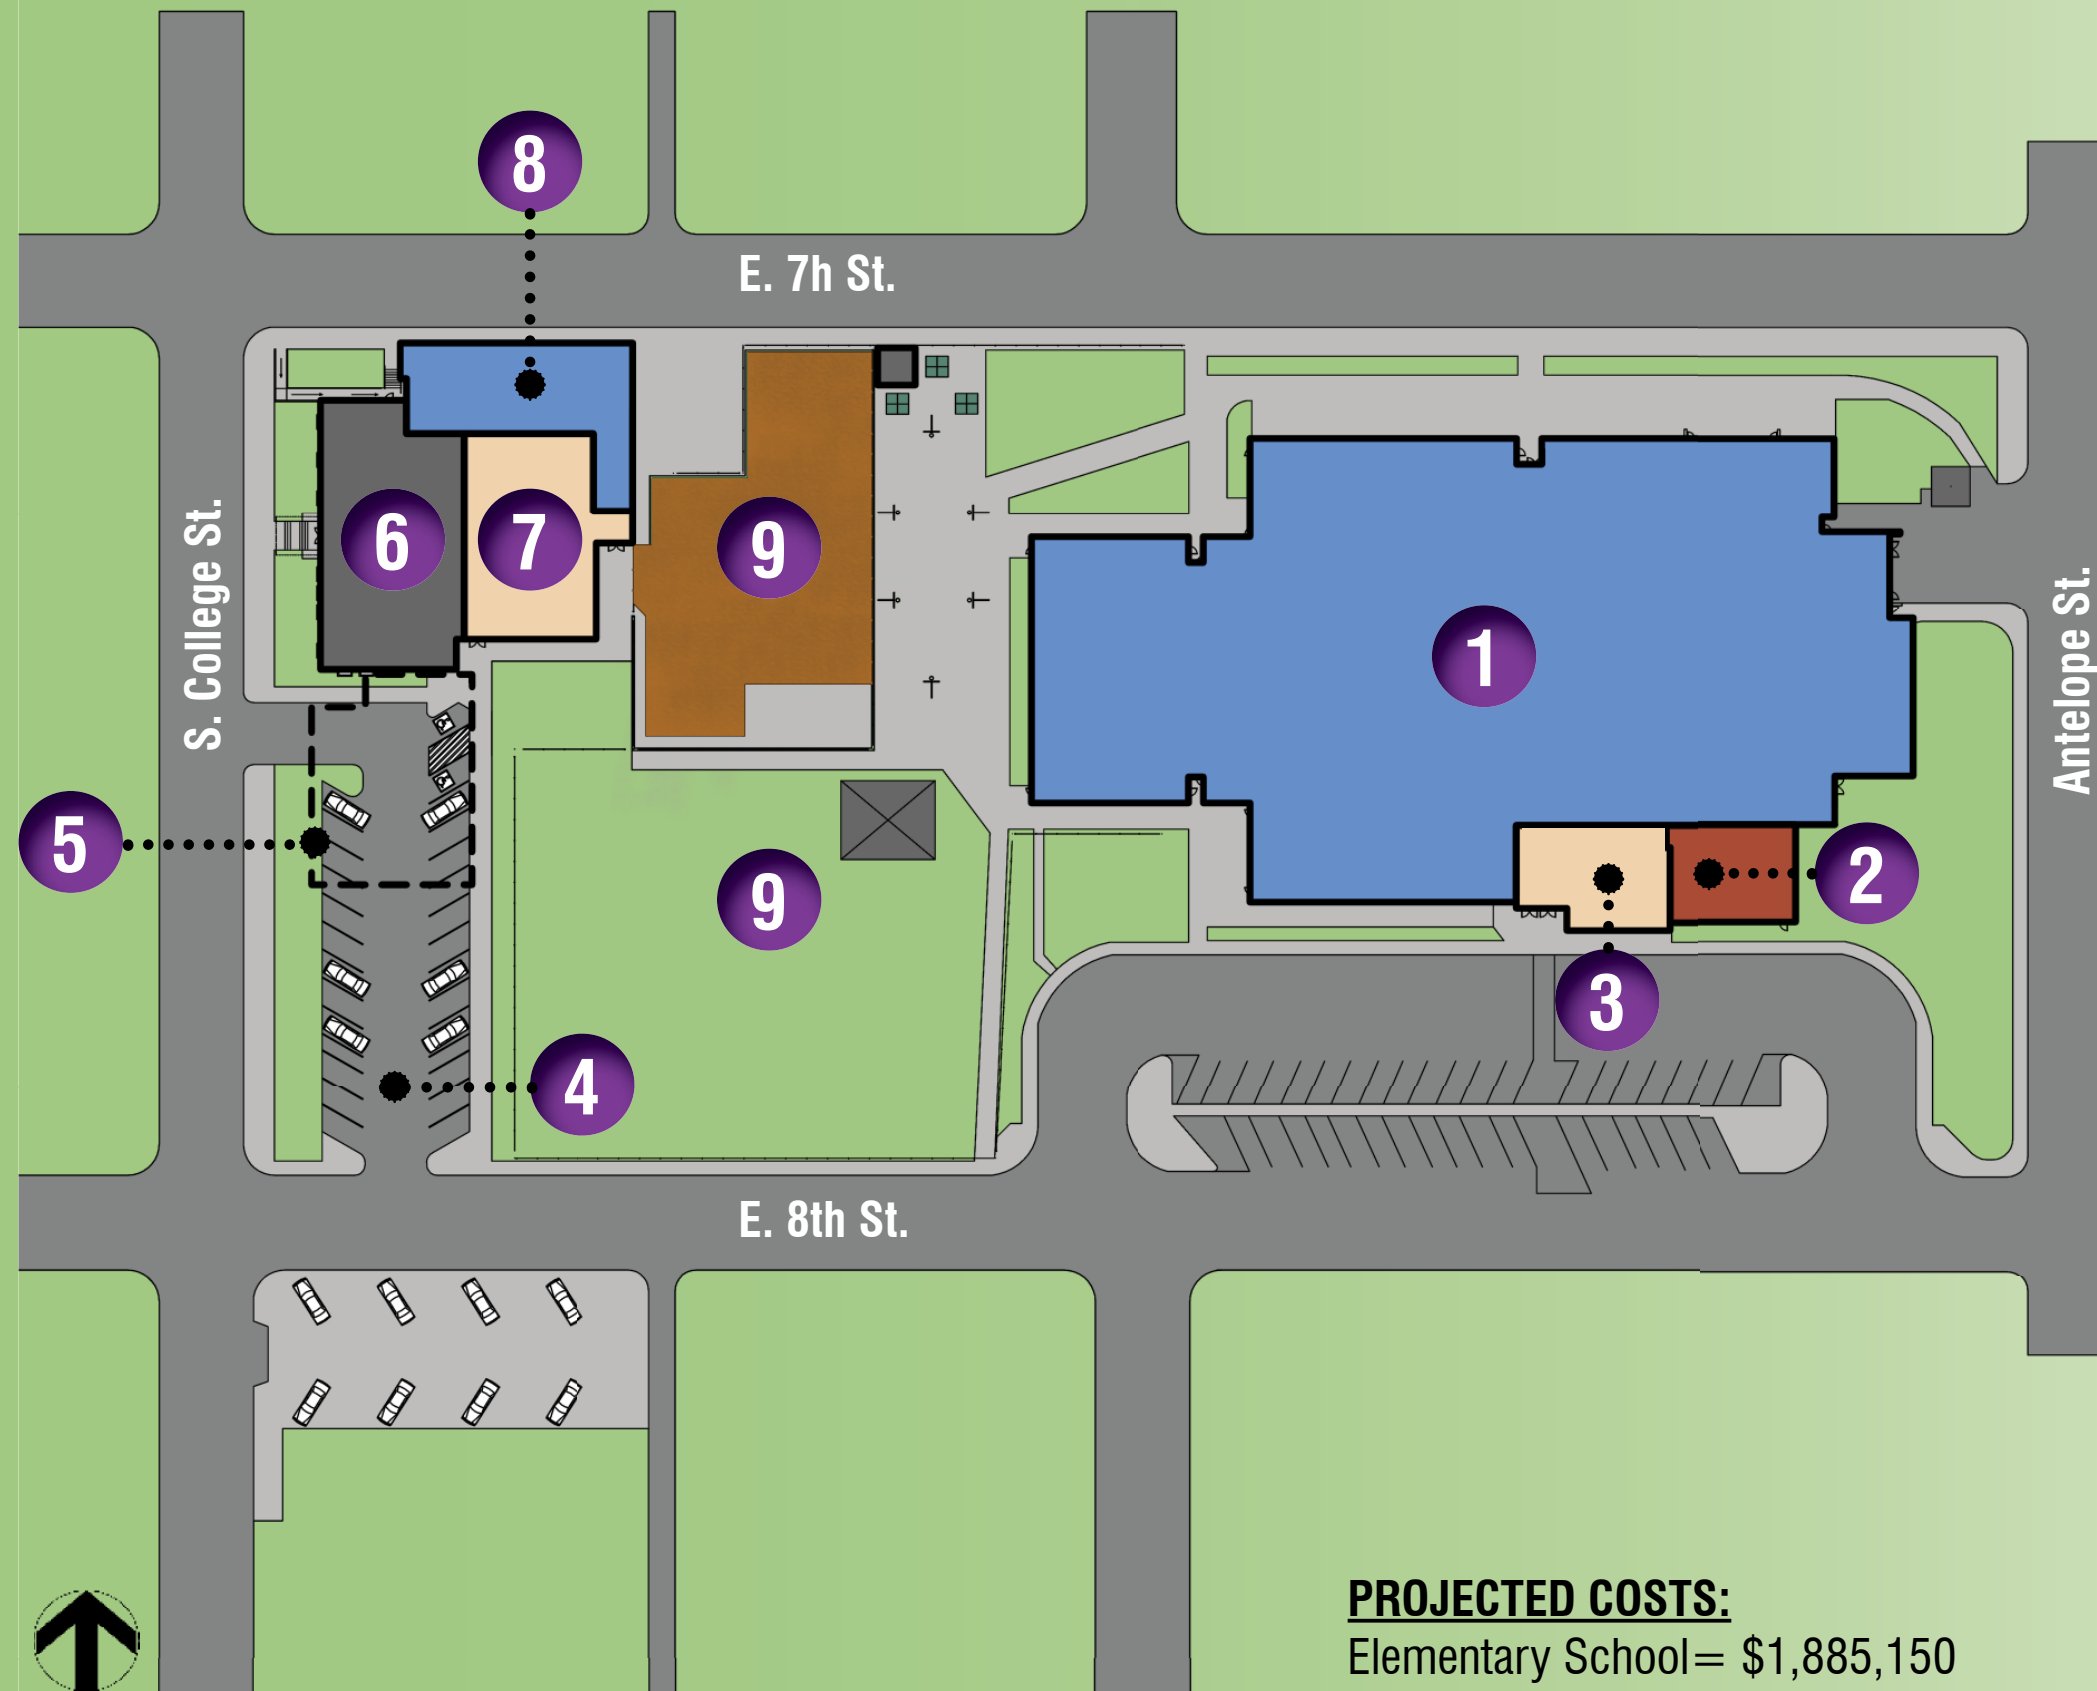 8
E. 7h St.
6
7
9
1
S. College St.
Antelope St.
5
9
2
3
4
E. 8th St.
PROJECTED COSTS:
Elementary School= $1,885,150